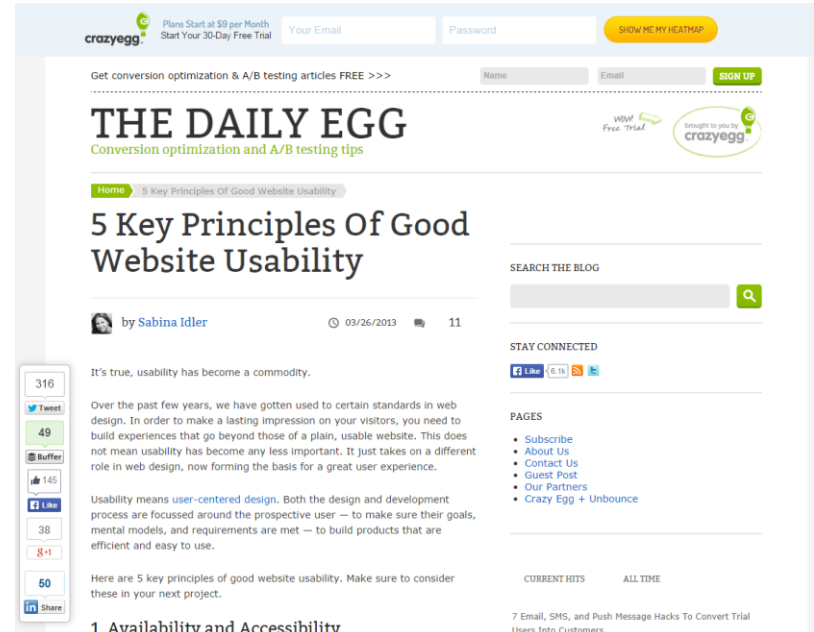 crazyegg
Plans Start at $9 per Month
Start Your 30-Day Free Trial
Your Email
Password
SHOW ME MY HEATMAP
Get conversion optimization & A/B testing articles FREE >>>
Name
Email
SIGN UP
THE DAILY EGG
Conversion optimization and A/B testing tips
WOW!
Free Trial
brought to you by
crazyegg
Home
5 Key Principles Of Good Website Usability
5 Key Principles Of Good
Website Usability
by Sabina Idler
03/26/2013
11
It's true, usability has become a commodity.
Over the past few years, we have gotten used to certain standards in web
design. In order to make a lasting impression on your visitors, you need to
build experiences that go beyond those of a plain, usable website. This does
not mean usability has become any less important. It just takes on a different
role in web design, now forming the basis for a great user experience.
Usability means user-centered design. Both the design and development
process are focussed around the prospective user — to make sure their goals,
mental models, and requirements are met — to build products that are
efficient and easy to use.
Here are 5 key principles of good website usability. Make sure to consider
these in your next project.
1. Availability and Accessibility
316
Tweet
49
Buffer
145
Like
38
g+1
50
in Share
SEARCH THE BLOG
STAY CONNECTED
Like 6.1k
PAGES
Subscribe
About Us
Contact Us
Guest Post
Our Partners
Crazy Egg + Unbounce
CURRENT HITS
ALL TIME
7 Email, SMS, and Push Message Hacks To Convert Trial
Users Into Customers